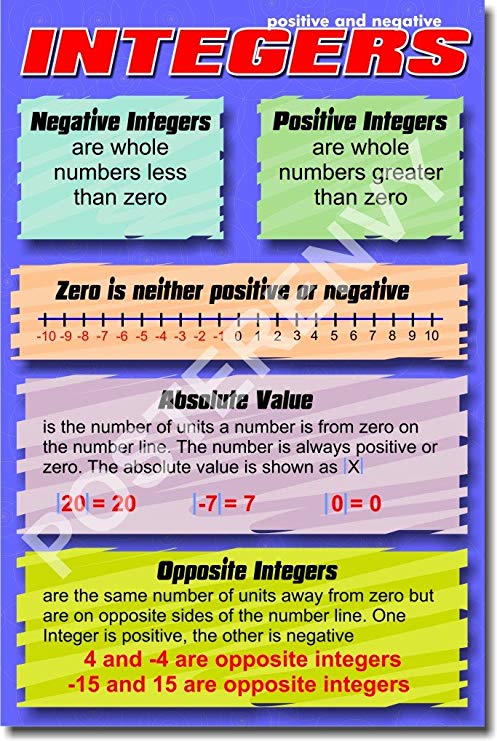 positive and negative
INTEGERS
Negative Integers
are whole
numbers less
than zero
Positive Integers
are whole
numbers greater
than zero
Zero is neither positive or negative
-10 -9 -8 -7 -6 -5 -4 -3 -2 -1 0 1 2 3 4 5 6 7 8 9 10
Absolute Value
is the number of units a number is from zero on
the number line. The number is always positive or
zero. The absolute value is shown as |X|
|20| = 20 |-7| = 7 |0| = 0
Opposite Integers
are the same number of units away from zero but
are on opposite sides of the number line. One
Integer is positive, the other is negative
4 and -4 are opposite integers
-15 and 15 are opposite integers
POSTERENVY